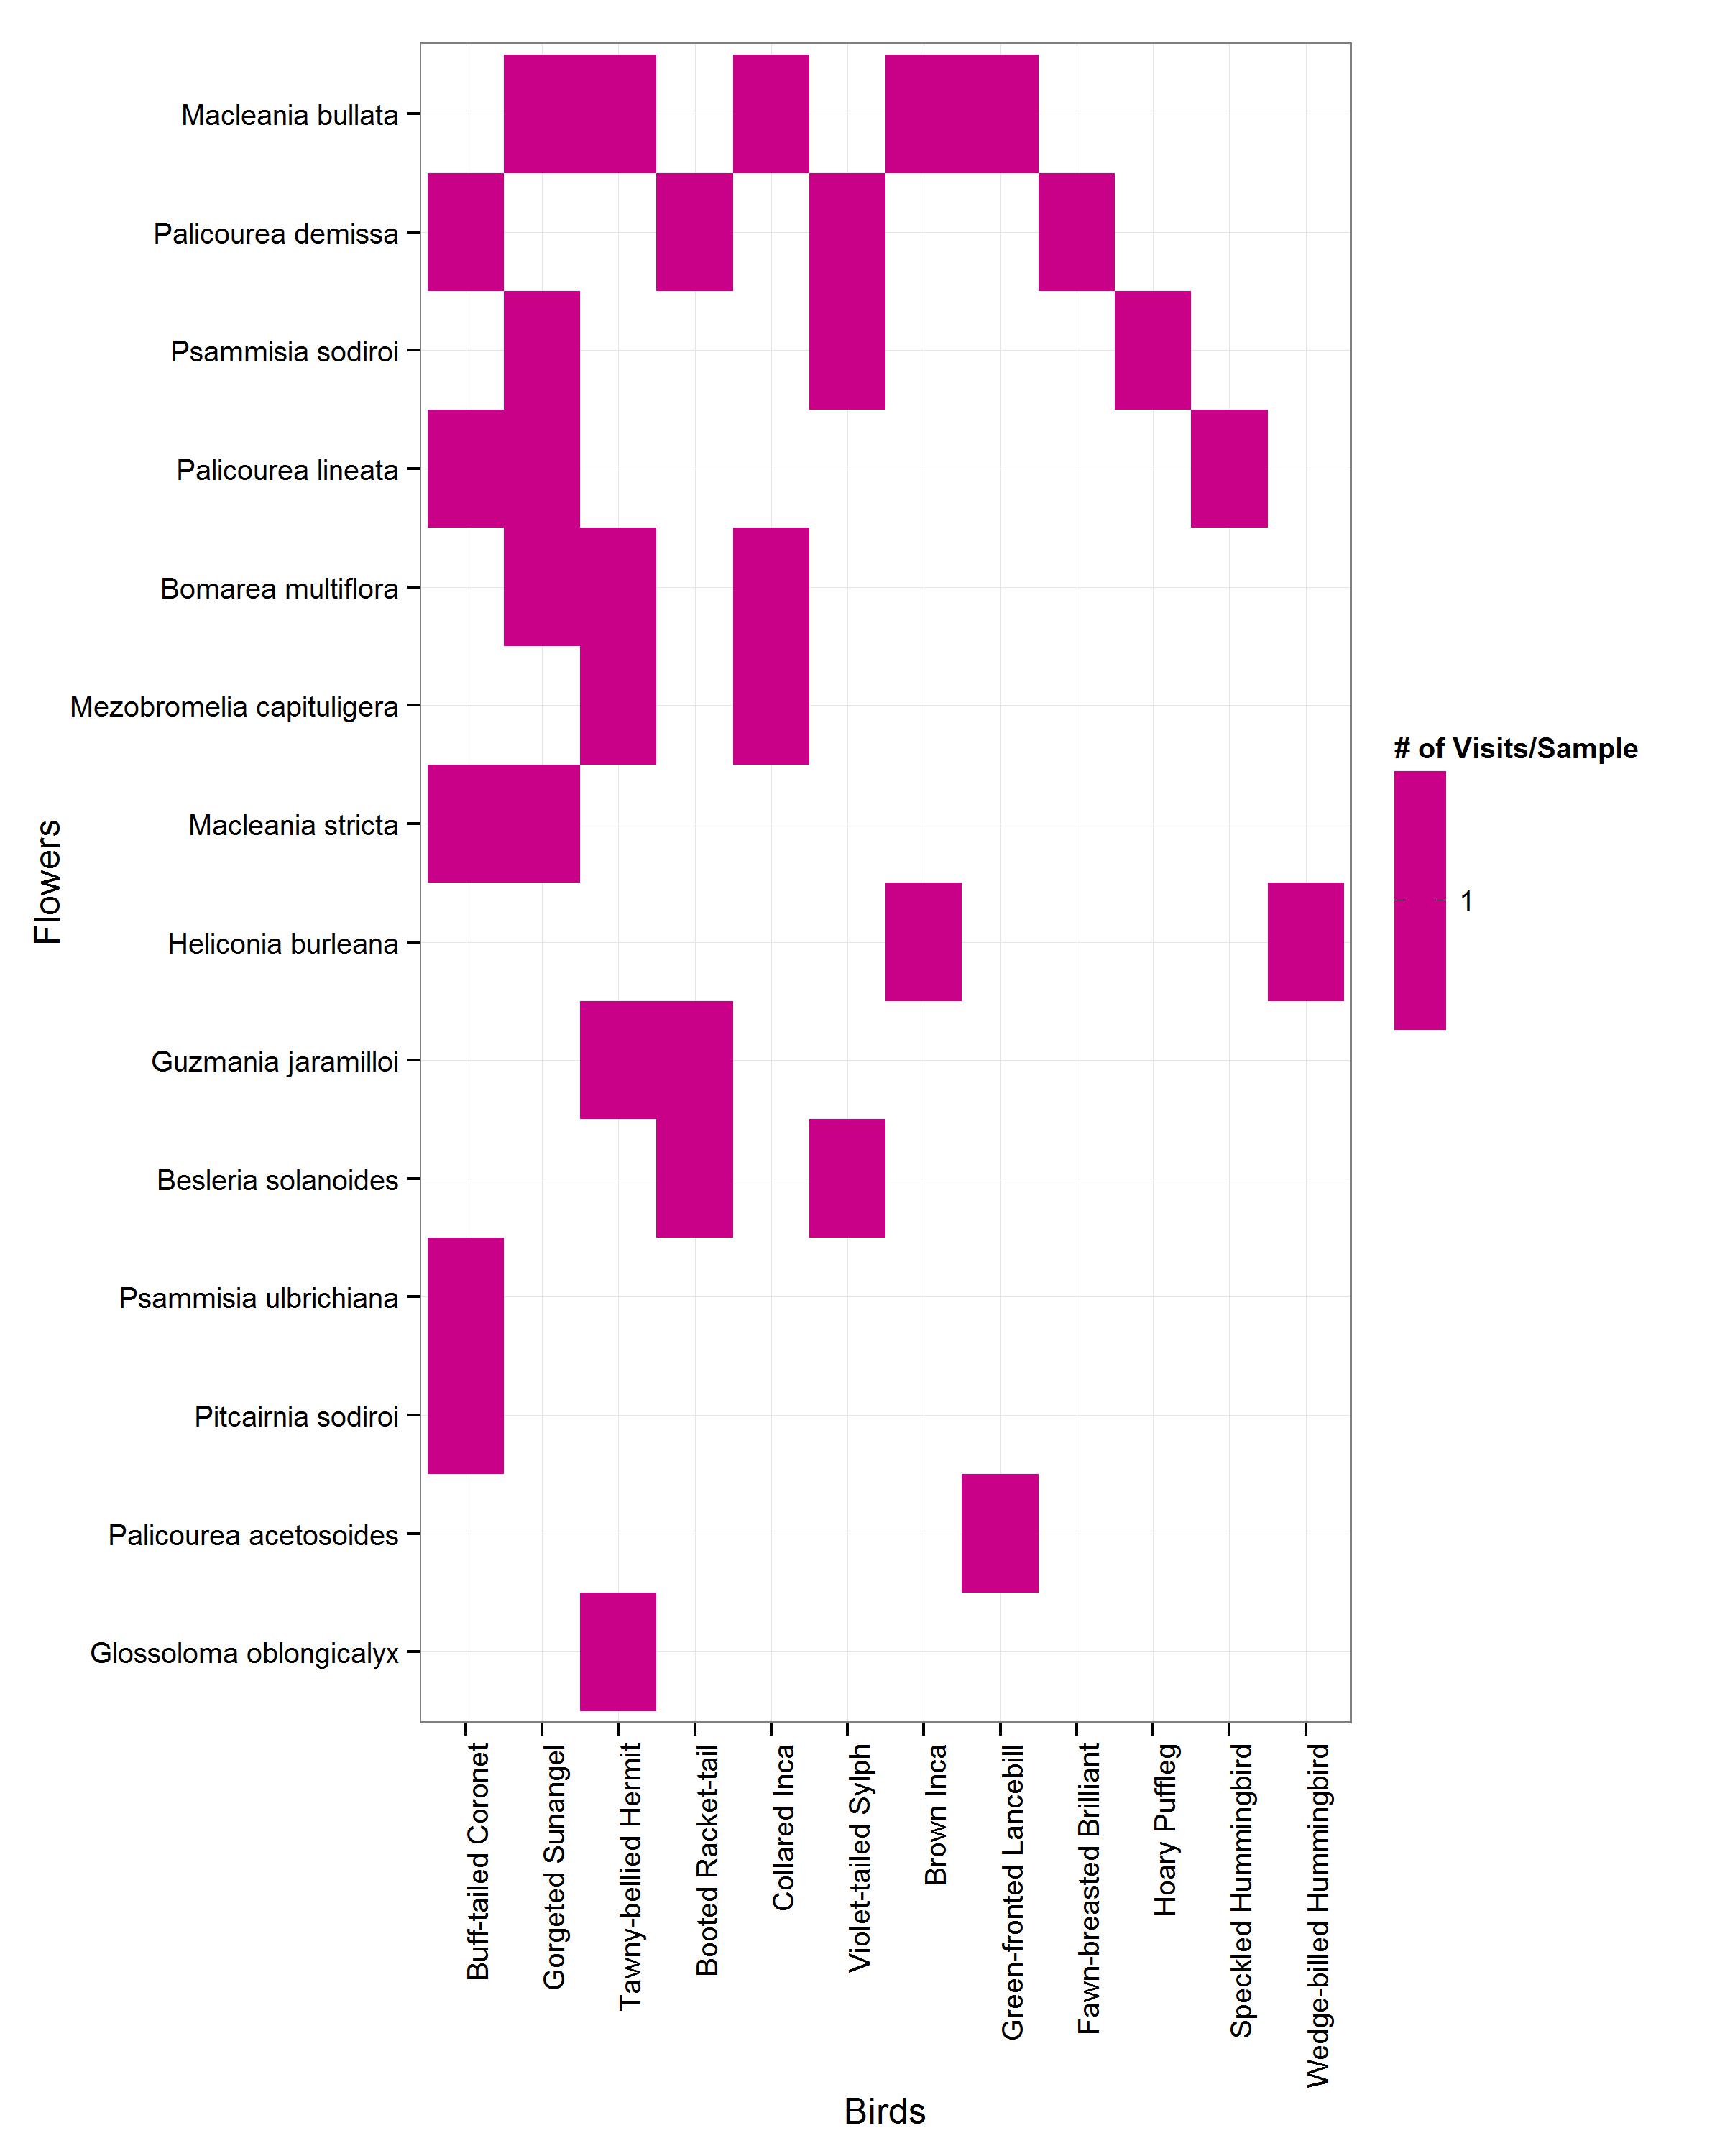 Macleania bullata
Palicourea demissa
Psammisia sodiroi
Palicourea lineata
Bomarea multiflora
Mezobromelia capituligera
Macleania stricta
Heliconia burleana
Guzmania jaramilloi
Besleria solanoides
Psammisia ulbrichiana
Pitcairnia sodiroi
Palicourea acetosoides
Glossoloma oblongicalyx
Flowers
Buff-tailed Coronet
Gorgeted Sunangel
Tawny-bellied Hermit
Booted Racket-tail
Collared Inca
Violet-tailed Sylph
Brown Inca
Green-fronted Lancebill
Fawn-breasted Brilliant
Hoary Puffleg
Speckled Hummingbird
Wedge-billed Hummingbird
Birds
# of Visits/Sample
1